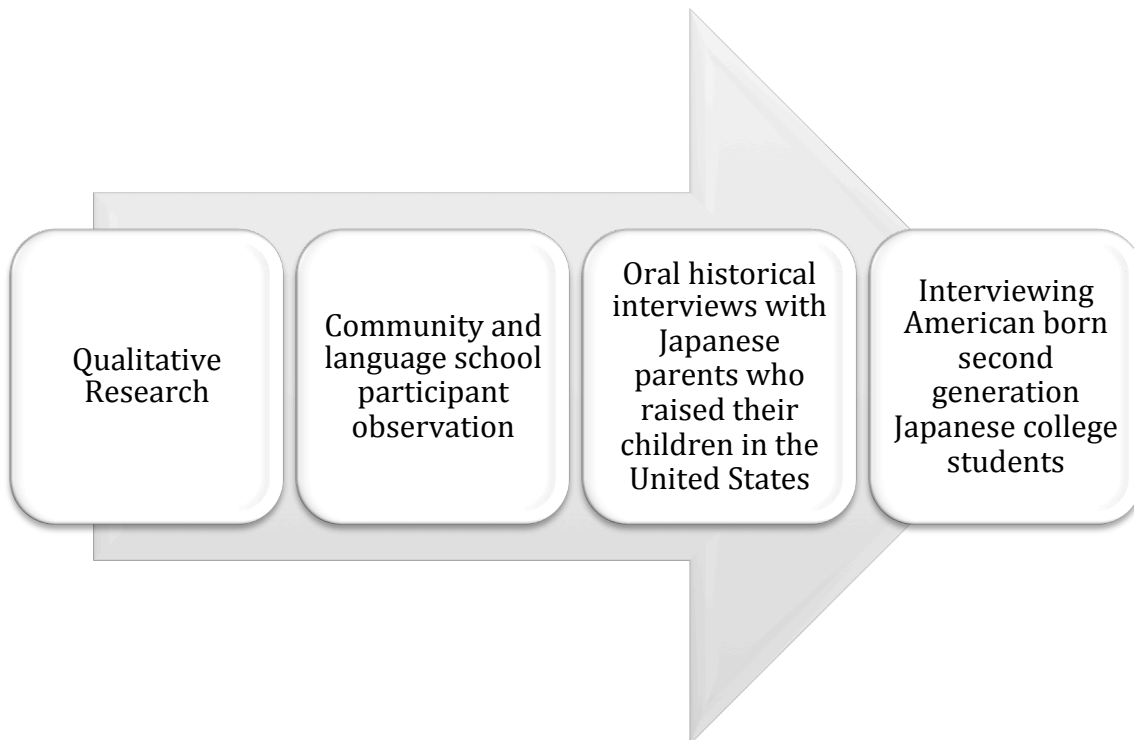 Qualitative
Research
Community and
language school
participant
observation
Oral historical
interviews with
Japanese
parents who
raised their
children in the
United States
Interviewing
American born
second
generation
Japanese college
students